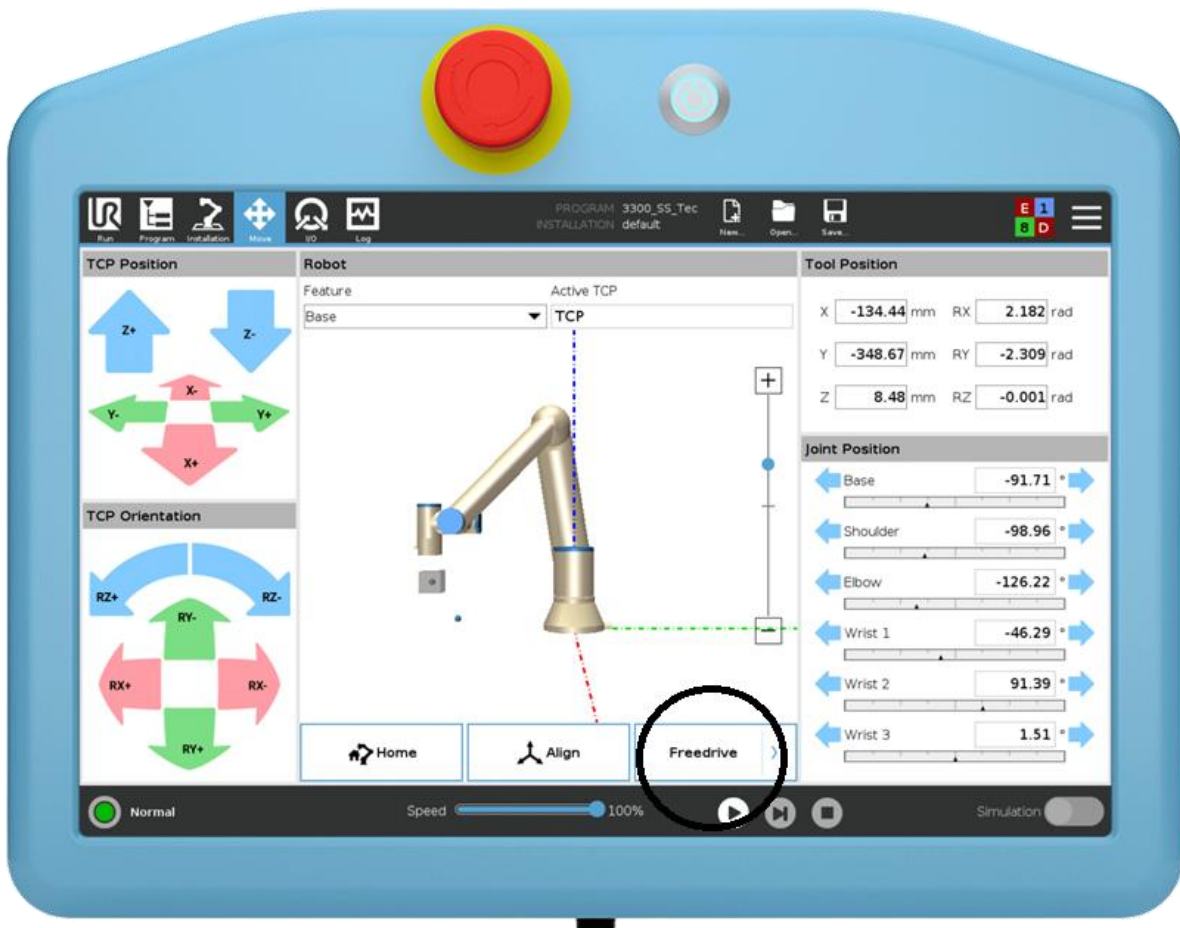 PROGRAM 3300_SS_Tec
INSTALLATION default
Run Program Installation Move I/O Log New... Open... Save...
E 1
8 D
TCP Position
Z+ Z-
X-
Y- Y+
X+
TCP Orientation
RZ+ RZ-
RY-
RX+ RX-
RY+
Robot
Feature Active TCP
Base TCP
+
−
Home Align Freedrive
Tool Position
X -134.44 mm RX 2.182 rad
Y -348.67 mm RY -2.309 rad
Z 8.48 mm RZ -0.001 rad
Joint Position
Base -91.71 °
Shoulder -98.96 °
Elbow -126.22 °
Wrist 1 -46.29 °
Wrist 2 91.39 °
Wrist 3 1.51 °
Normal Speed 100% Simulation